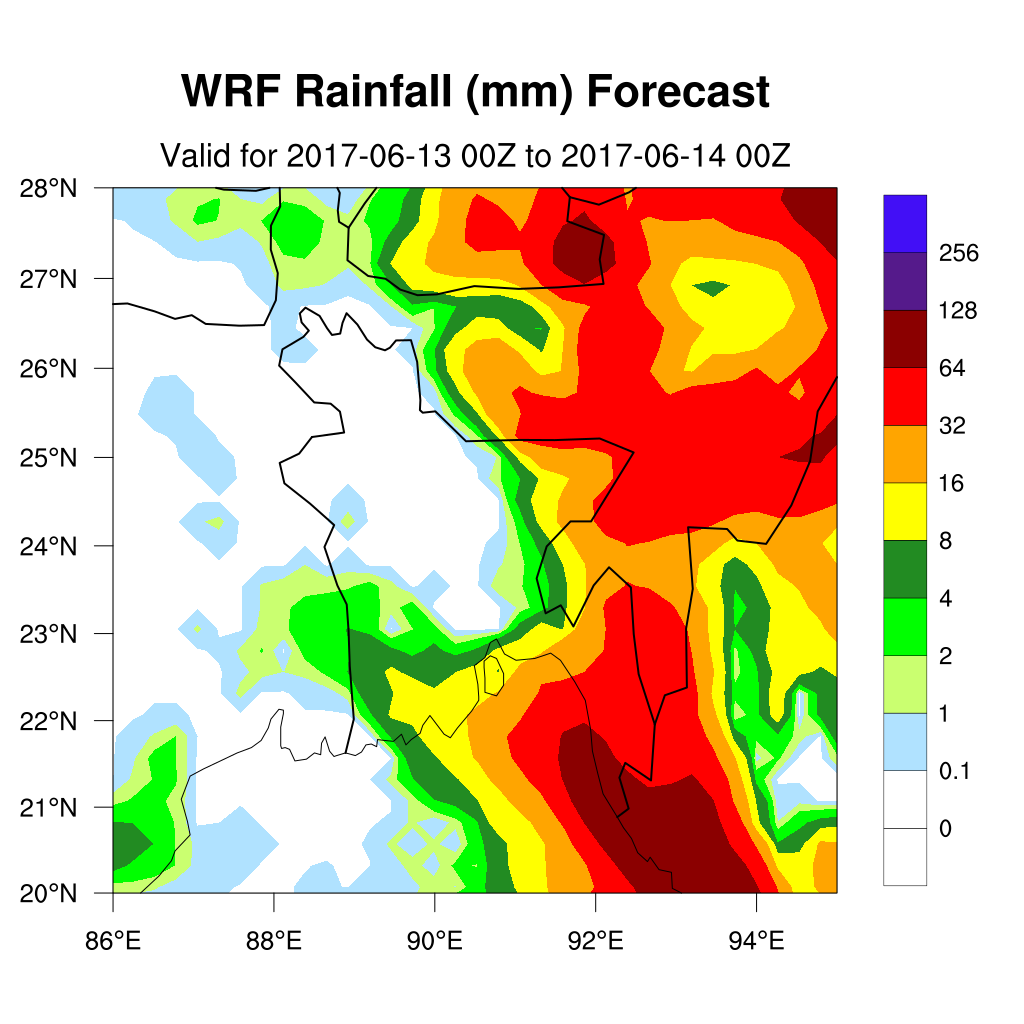 WRF Rainfall (mm) Forecast
Valid for 2017-06-13 00Z to 2017-06-14 00Z
28°N
27°N
26°N
25°N
24°N
23°N
22°N
21°N
20°N
86°E 88°E 90°E 92°E 94°E
256
128
64
32
16
8
4
2
1
0.1
0